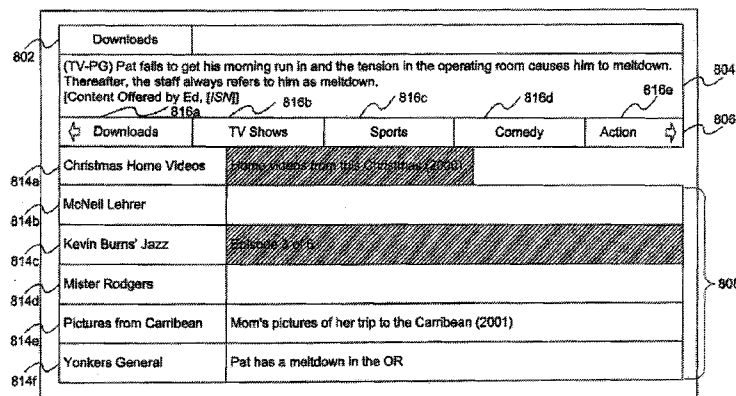 802
Downloads
(TV-PG) Pat fails to get his morning run in and the tension in the operating room causes him to meltdown.
Thereafter, the staff always refers to him as meltdown.
[Content Offered by Ed, [ISN]]
804
816a
816b
816c
816d
816e
806
Downloads
TV Shows
Sports
Comedy
Action
814a
Christmas Home Videos
Home videos from this Christmas (2000)
814b
McNeil Lehrer
814c
Kevin Burns' Jazz
Episode 3 of 5
814d
Mister Rodgers
808
814e
Pictures from Carribean
Mom's pictures of her trip to the Carribean (2001)
814f
Yonkers General
Pat has a meltdown in the OR